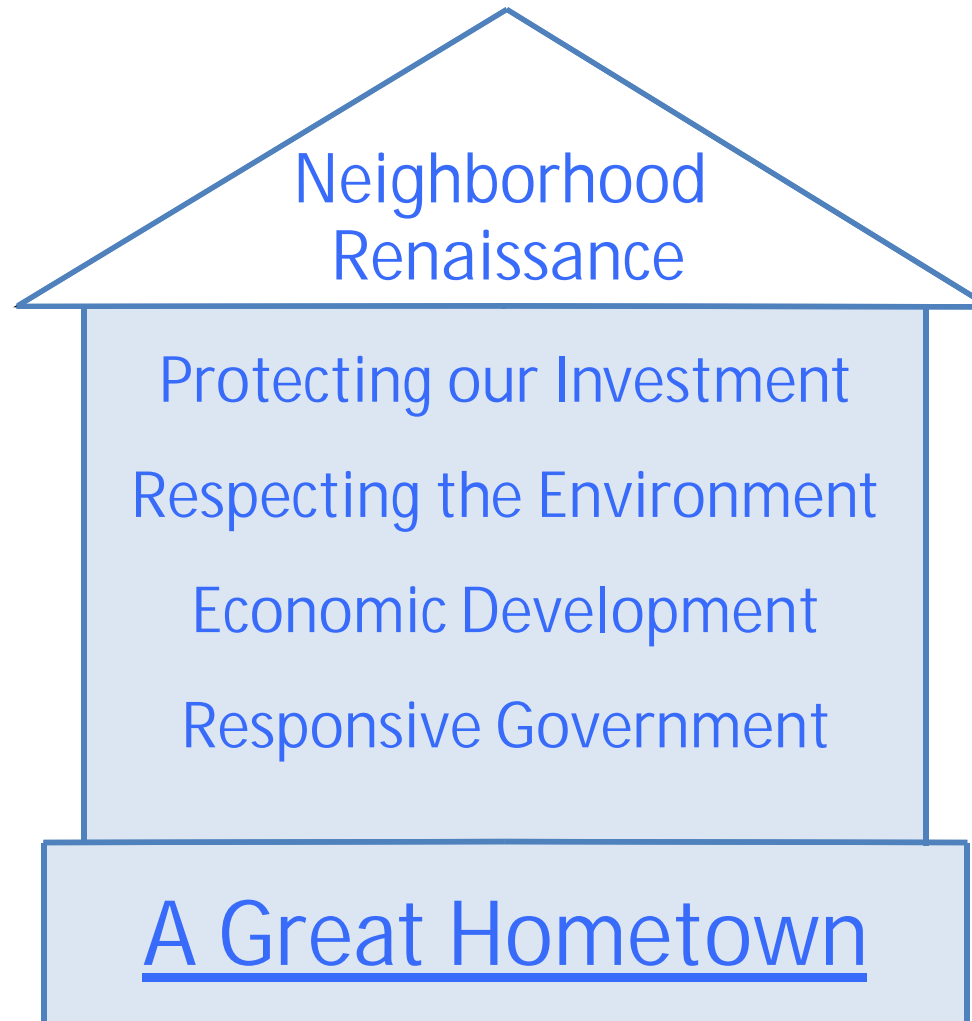 Neighborhood
Renaissance
Protecting our Investment
Respecting the Environment
Economic Development
Responsive Government
A Great Hometown